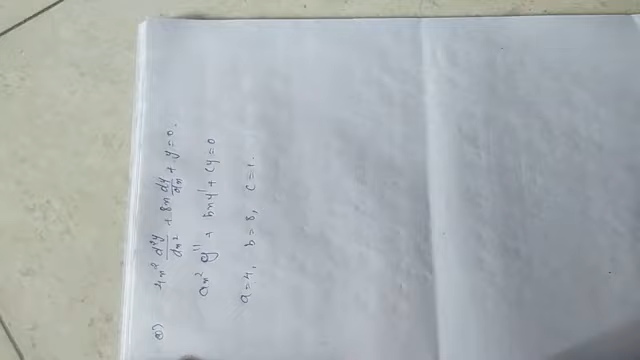 a) 4x² d²y/dx² + 8x dy/dx + y = 0.
ax² y'' + bxy' + cy = 0
a = 4, b = 8, c = 1.